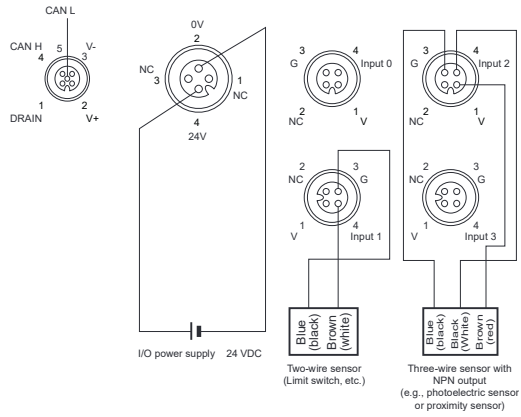 CAN L
CAN H
4
5
V-
3
1
DRAIN
2
V+
0V
2
NC
3
1
NC
4
24V
3
G
4
Input 0
2
NC
1
V
3
G
4
Input 2
2
NC
1
V
2
NC
3
G
1
V
4
Input 1
2
NC
3
G
1
V
4
Input 3
Blue
(black)
Brown
(white)
Blue
(black)
Black
(White)
Brown
(red)
I/O power supply 24 VDC
Two-wire sensor
(Limit switch, etc.)
Three-wire sensor with
NPN output
(e.g., photoelectric sensor
or proximity sensor)